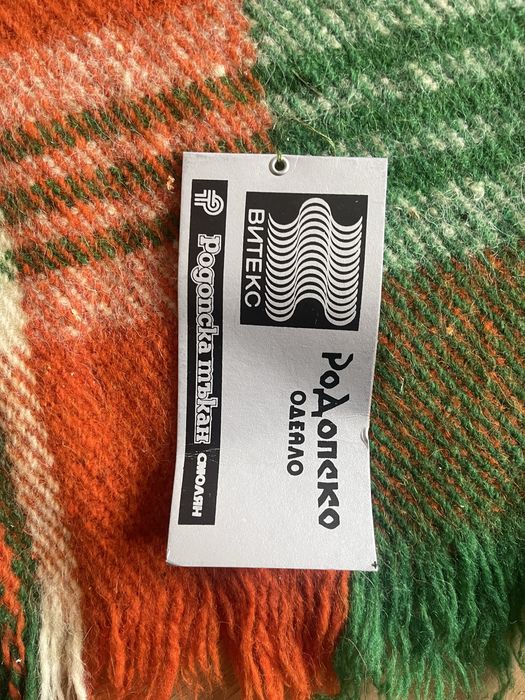 ВИТЕКС
РоДопско
ОДЕЯЛО
Родопска тъкан СМОЛЯН